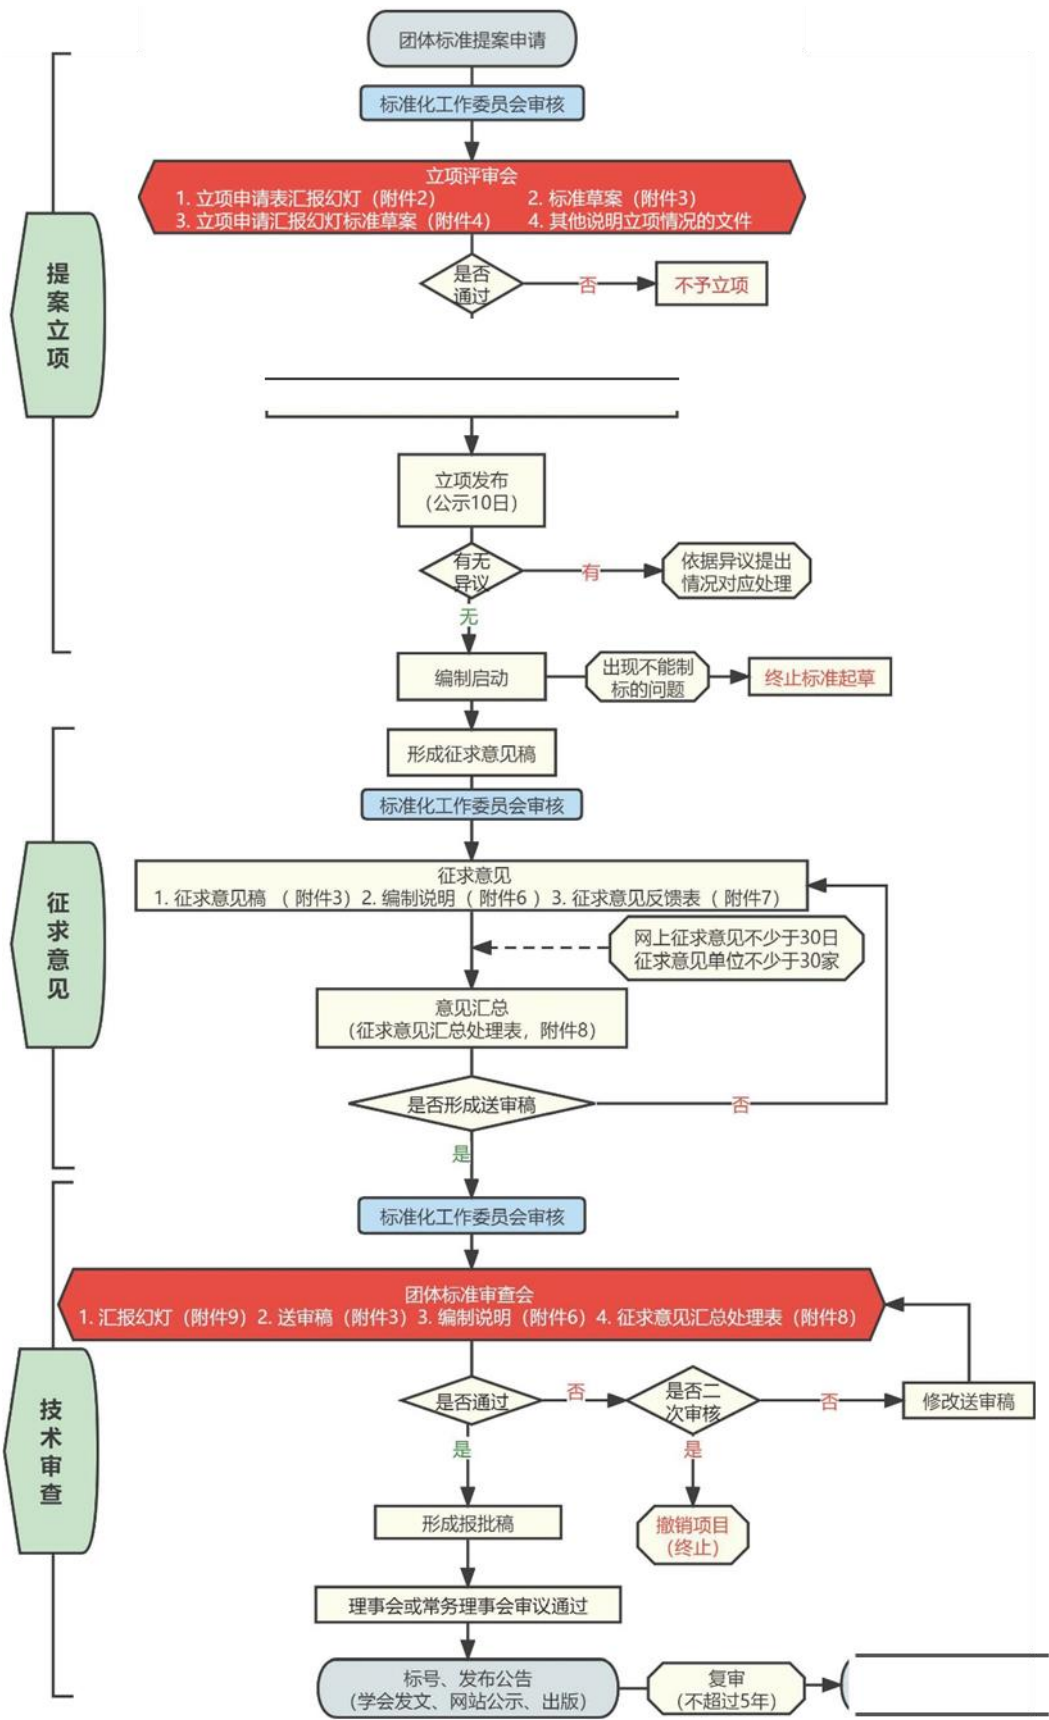 团体标准提案申请
标准化工作委员会审核
立项评审会
1. 立项申请表汇报幻灯（附件2） 2. 标准草案（附件3）
3. 立项申请汇报幻灯标准草案（附件4） 4. 其他说明立项情况的文件
提案立项
是否
通过
否
不予立项
立项发布
（公示10日）
有无
异议
有
依据异议提出
情况对应处理
无
编制启动
出现不能制
标的问题
终止标准起草
形成征求意见稿
标准化工作委员会审核
征求意见
征求意见
1. 征求意见稿 （ 附件3）2. 编制说明（ 附件6 ）3. 征求意见反馈表（ 附件7）
网上征求意见不少于30日
征求意见单位不少于30家
意见汇总
（征求意见汇总处理表，附件8）
是否形成送审稿
否
是
标准化工作委员会审核
团体标准审查会
1. 汇报幻灯（附件9）2. 送审稿（附件3）3. 编制说明（附件6）4. 征求意见汇总处理表（附件8）
技术审查
是否通过
否
是否二
次审核
否
修改送审稿
是
是
形成报批稿
撤销项目
（终止）
理事会或常务理事会审议通过
标号、发布公告
（学会发文、网站公示、出版）
复审
（不超过5年）